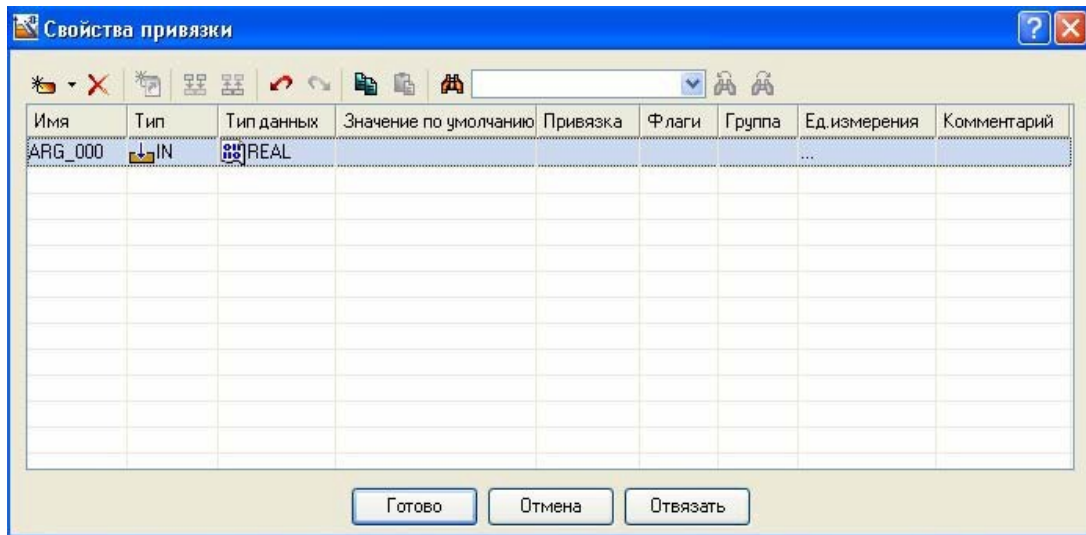 Свойства привязки
Имя Тип Тип данных Значение по умолчанию Привязка Флаги Группа Ед.измерения Комментарий
ARG_000 IN REAL ...
Готово Отмена Отвязать